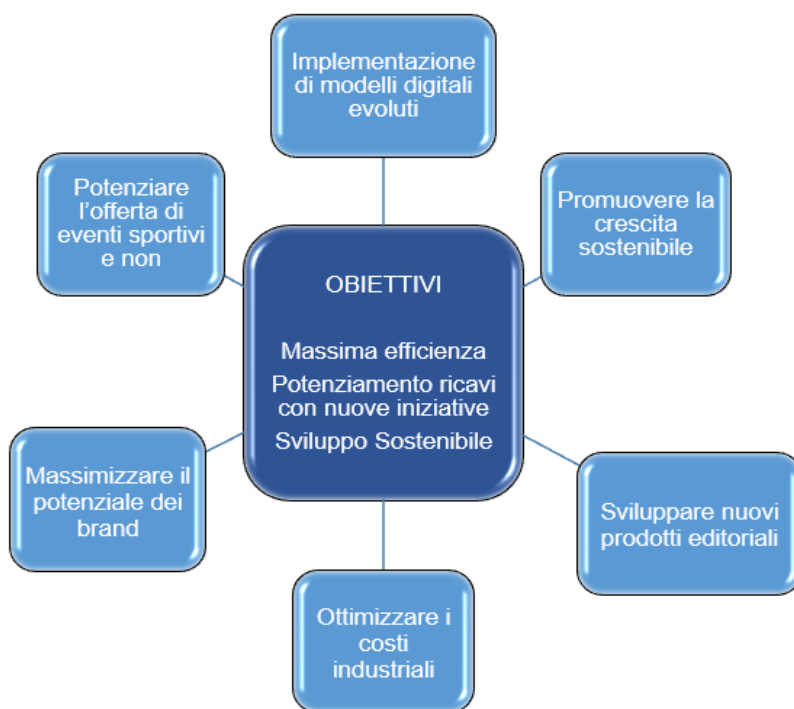 Implementazione
di modelli digitali
evoluti
Potenziare
l'offerta di
eventi sportivi
e non
Promuovere la
crescita
sostenibile
OBIETTIVI
Massima efficienza
Potenziamento ricavi
con nuove iniziative
Sviluppo Sostenibile
Massimizzare il
potenziale dei
brand
Sviluppare nuovi
prodotti editoriali
Ottimizzare i
costi
industriali